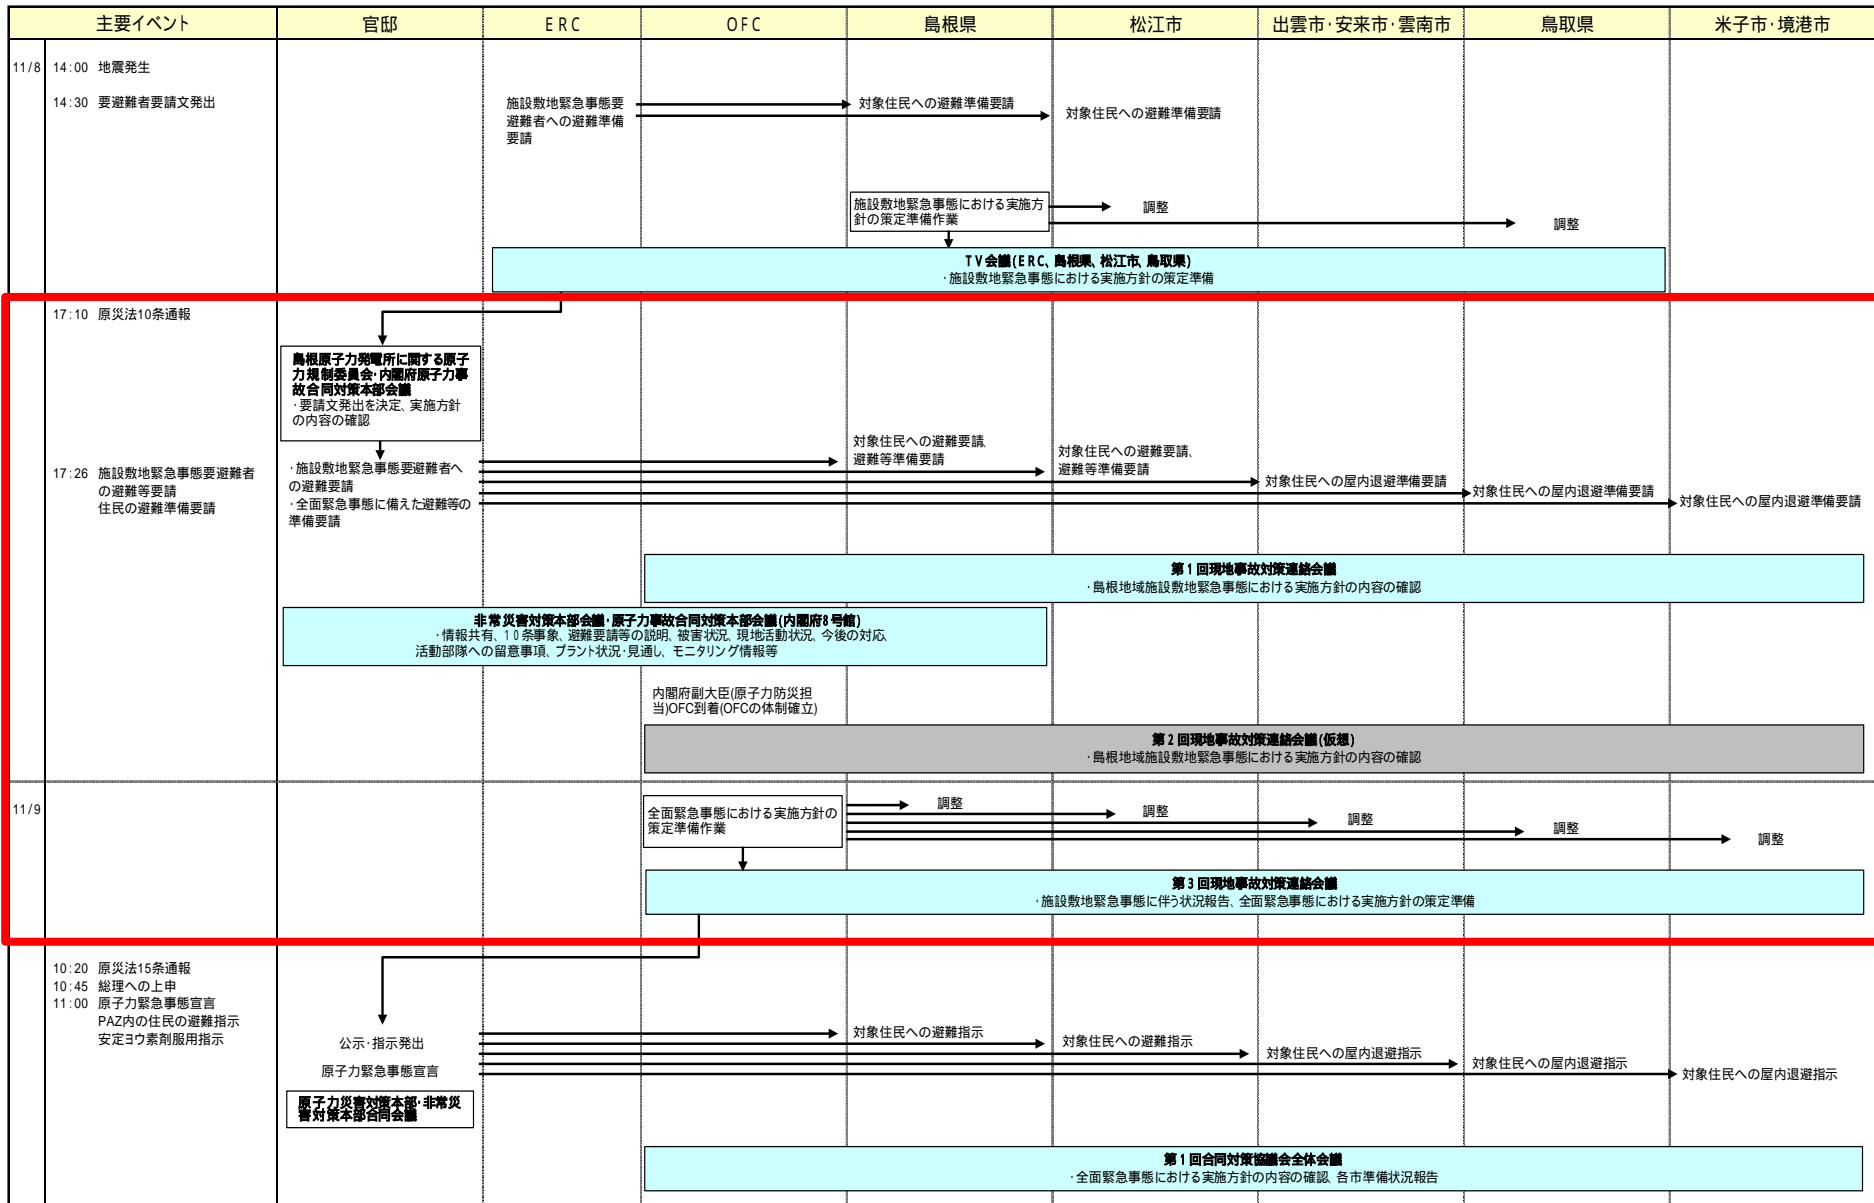 主要イベント
官邸
ERC
OFC
島根県
松江市
出雲市・安来市・雲南市
鳥取県
米子市・境港市
11/8
14:00 地震発生
14:30 要避難者要請文発出
施設敷地緊急事態要
避難者への避難準備
要請
対象住民への避難準備要請
対象住民への避難準備要請
施設敷地緊急事態における実施方
針の策定準備作業
調整
調整
TV会議(ERC、島根県、松江市、鳥取県)
・施設敷地緊急事態における実施方針の策定準備
17:10 原災法10条通報
島根原子力発電所に関する原子
力規制委員会・内閣府原子力事
故合同対策本部会議
・要請文発出を決定、実施方針
の内容の確認
17:26 施設敷地緊急事態要避難者
の避難等要請
住民の避難準備要請
・施設敷地緊急事態要避難者へ
の避難要請
・全面緊急事態に備えた避難等の
準備要請
対象住民への避難要請、
避難等準備要請
対象住民への避難要請、
避難等準備要請
対象住民への屋内退避準備要請
対象住民への屋内退避準備要請
対象住民への屋内退避準備要請
第1回現地事故対策連絡会議
・島根地域施設敷地緊急事態における実施方針の内容の確認
非常災害対策本部会議・原子力事故合同対策本部会議(内閣府8号館)
・情報共有、10条事象、避難要請等の説明、被害状況、現地活動状況、今後の対応、
活動部隊への留意事項、プラント状況・見通し、モニタリング情報等
内閣府副大臣(原子力防災担
当)OFC到着(OFCの体制確立)
第2回現地事故対策連絡会議(仮想)
・島根地域施設敷地緊急事態における実施方針の内容の確認
11/9
全面緊急事態における実施方針の
策定準備作業
調整
調整
調整
調整
調整
第3回現地事故対策連絡会議
・施設敷地緊急事態に伴う状況報告、全面緊急事態における実施方針の策定準備
10:20 原災法15条通報
10:45 総理への上申
11:00 原子力緊急事態宣言
PAZ内の住民の避難指示
安定ヨウ素剤服用指示
公示・指示発出
原子力緊急事態宣言
対象住民への避難指示
対象住民への避難指示
対象住民への屋内退避指示
対象住民への屋内退避指示
対象住民への屋内退避指示
原子力災害対策本部・非常災
害対策本部合同会議
第1回合同対策協議会全体会議
・全面緊急事態における実施方針の内容の確認、各市準備状況報告